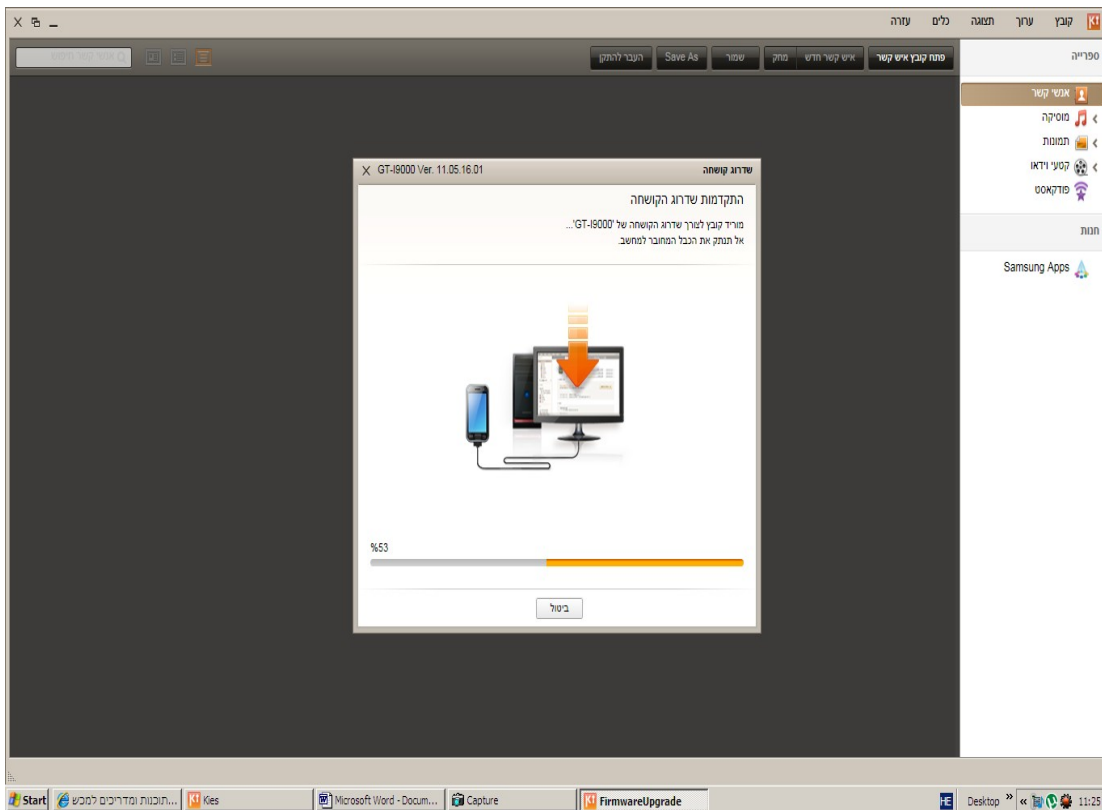 קובץ ערוך תצוגה כלים עזרה
ספרייה
אנשי קשר
מוסיקה
תמונות
קטעי וידאו
פודקאסט
חנות
Samsung Apps
פתח קובץ איש קשר איש קשר חדש מחק שמור Save As העבר להתקן
שדרוג קושחה GT-I9000 Ver. 11.05.16.01
התקדמות שדרוג הקושחה
מוריד קובץ לצורך שדרוג הקושחה של 'GT-I9000'...
אל תנתק את הכבל המחובר למחשב.
%53
ביטול
Start תוכנות ומדריכים למכש... Kies Microsoft Word - Docum... Capture FirmwareUpgrade HE Desktop » « 11:25